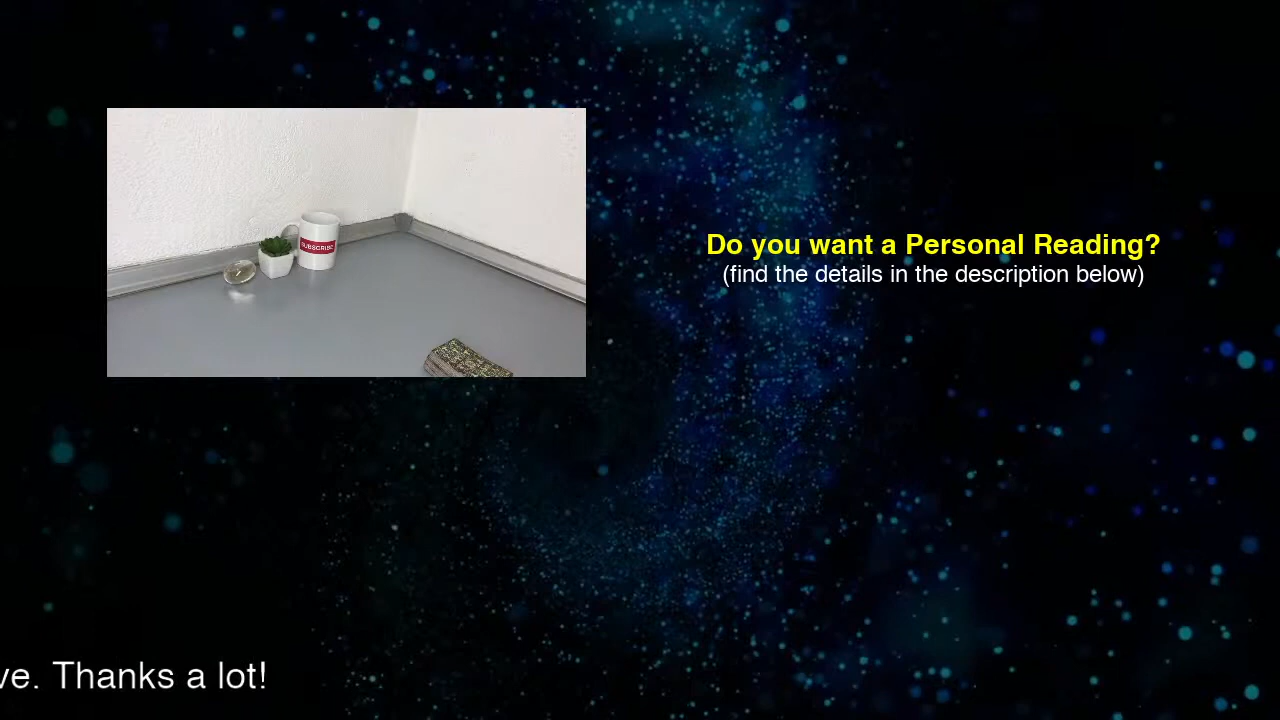 SUBSCRIBE
Do you want a Personal Reading?
(find the details in the description below)
ve. Thanks a lot!